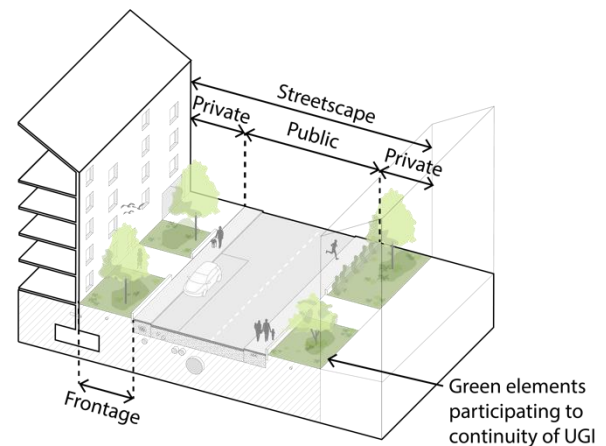 Streetscape
Private
Public
Private
Frontage
Green elements
participating to
continuity of UGI